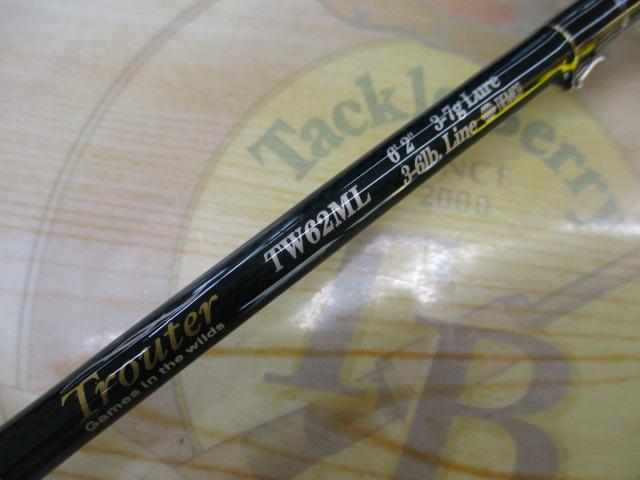 Trouter
Games in the wilds
TW62ML
6' 2" 3-7g Lure
3-6lb. Line
Tackle Berry
SINCE
2000
TB